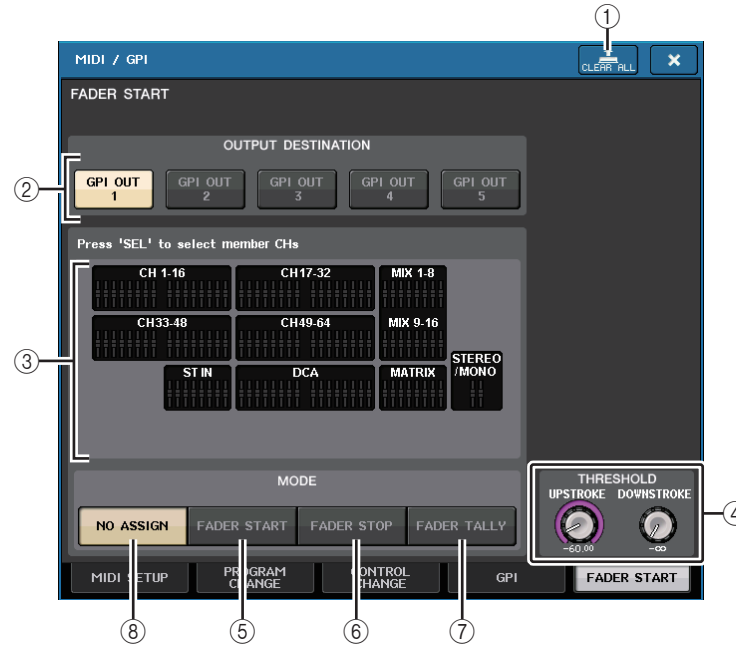 ①
MIDI / GPI
CLEAR ALL
×
FADER START
OUTPUT DESTINATION
②
GPI OUT 1
GPI OUT 2
GPI OUT 3
GPI OUT 4
GPI OUT 5
Press 'SEL' to select member CHs
③
CH 1-16
CH17-32
MIX 1-8
CH33-48
CH49-64
MIX 9-16
ST IN
DCA
MATRIX
STEREO /MONO
MODE
NO ASSIGN
FADER START
FADER STOP
FADER TALLY
THRESHOLD
UPSTROKE
DOWNSTROKE
-60.00
-∞
④
MIDI SETUP
PROGRAM CHANGE
CONTROL CHANGE
GPI
FADER START
⑧
⑤
⑥
⑦